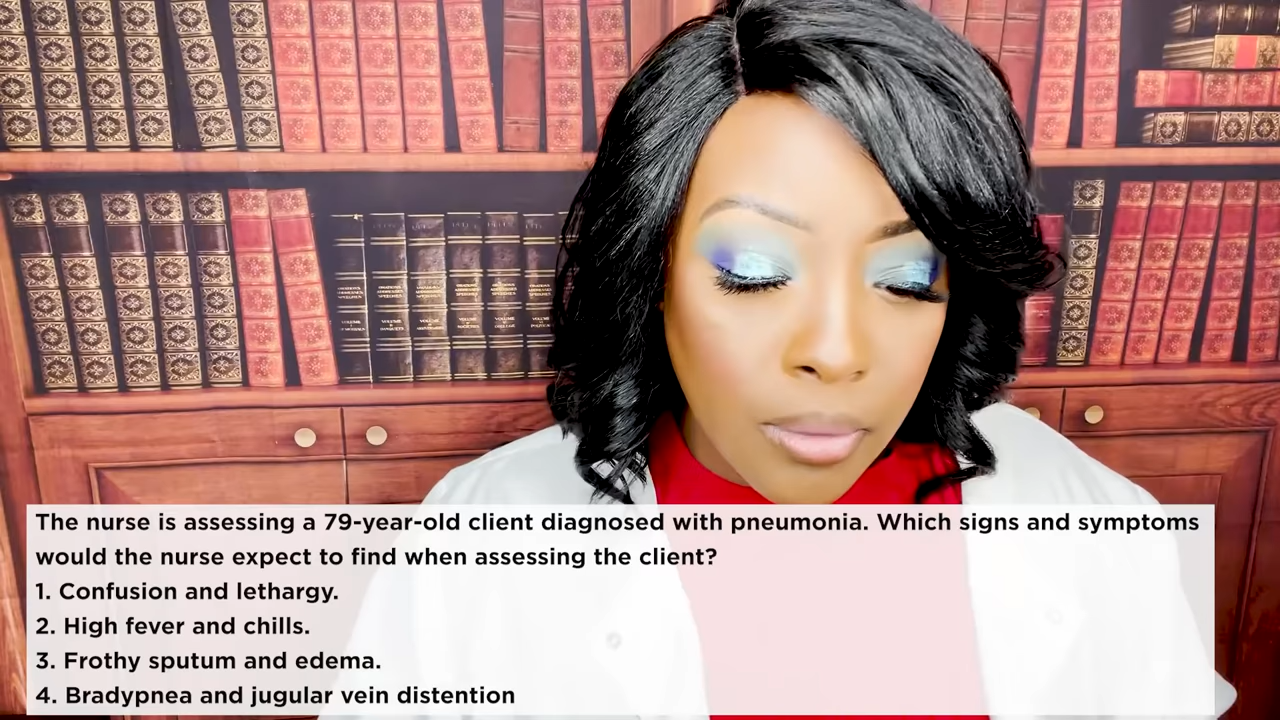 The nurse is assessing a 79-year-old client diagnosed with pneumonia. Which signs and symptoms
would the nurse expect to find when assessing the client?
1. Confusion and lethargy.
2. High fever and chills.
3. Frothy sputum and edema.
4. Bradypnea and jugular vein distention